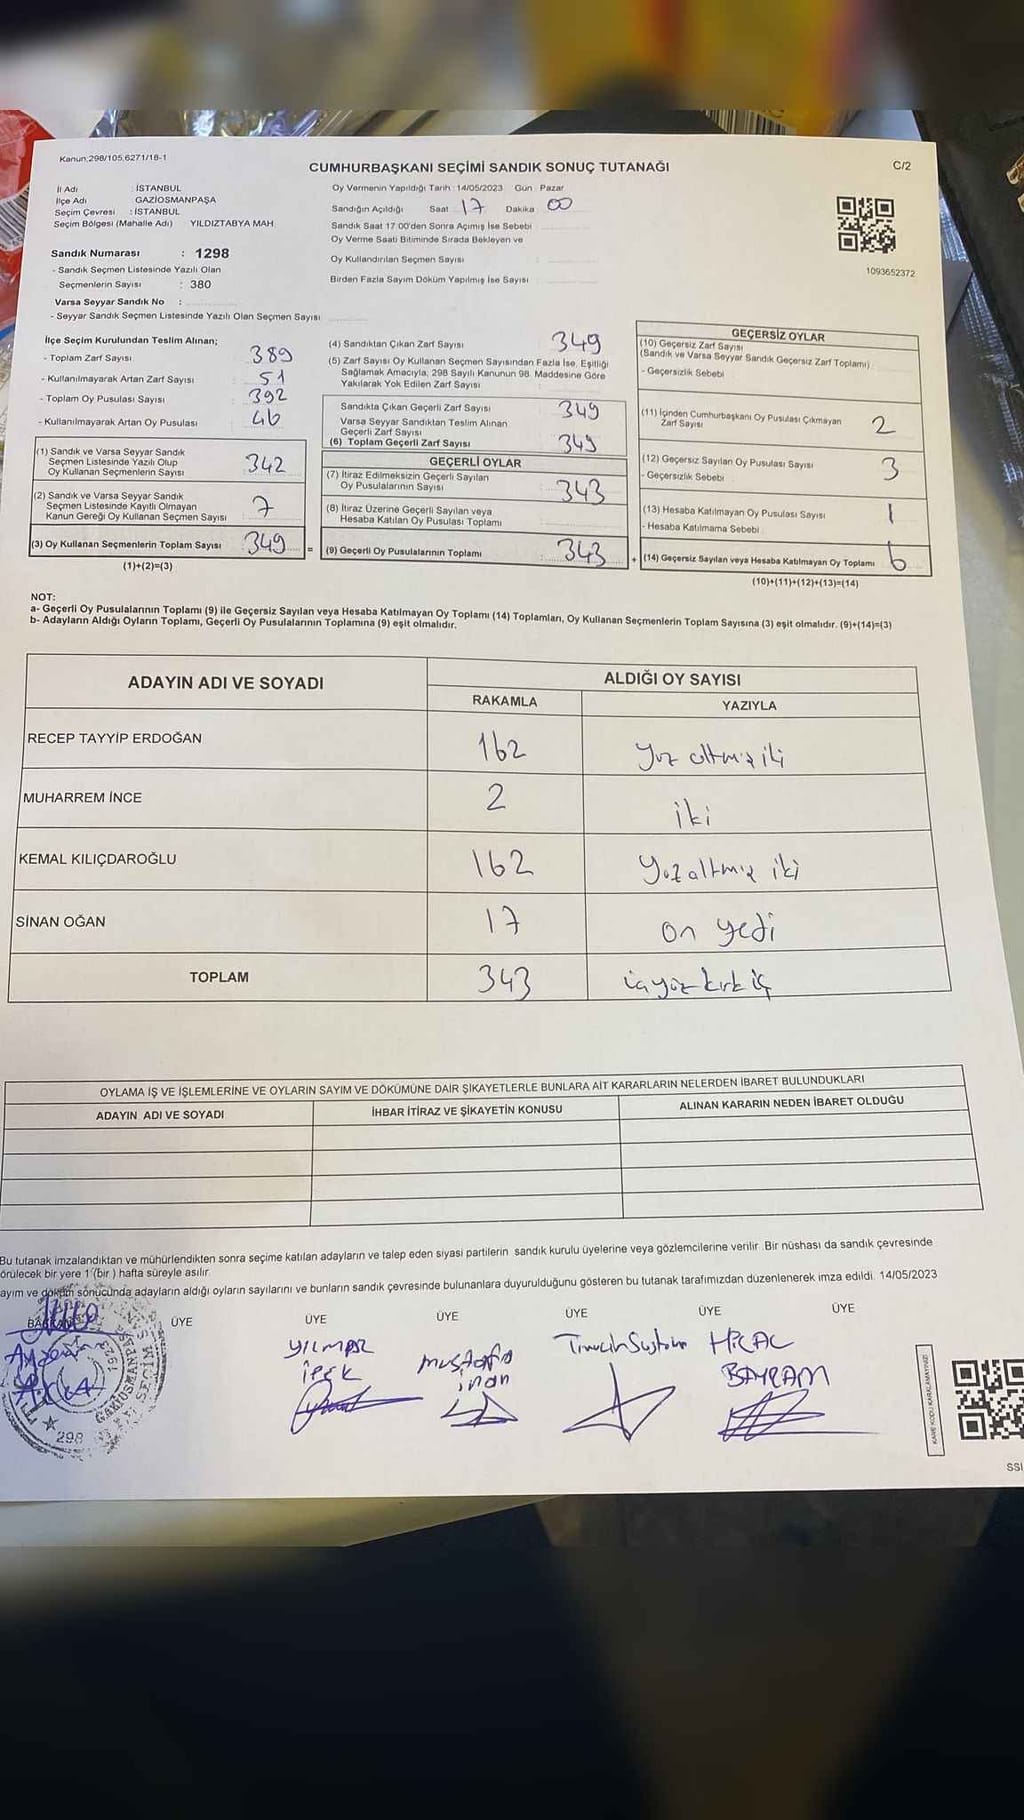 Kanun;298/105,6271/18-1
CUMHURBAŞKANI SEÇİMİ SANDIK SONUÇ TUTANAĞI
C/2
İl Adı : İSTANBUL
İlçe Adı GAZİOSMANPAŞA
Seçim Çevresi : İSTANBUL
Seçim Bölgesi (Mahalle Adı) YILDIZTABYA MAH.
Oy Vermenin Yapıldığı Tarih :14/05/2023 Gün : Pazar
Sandığın Açıldığı Saat 17 Dakika : 00
Sandık Saat 17:00'den Sonra Açımış İse Sebebi
Oy Verme Saati Bitiminde Sırada Bekleyen ve
Oy Kullandırılan Seçmen Sayısı
Birden Fazla Sayım Döküm Yapılmış İse Sayısı
1093652372
Sandık Numarası : 1298
- Sandık Seçmen Listesinde Yazılı Olan
Seçmenlerin Sayısı : 380
Varsa Seyyar Sandık No :
- Seyyar Sandık Seçmen Listesinde Yazılı Olan Seçmen Sayısı
İlçe Seçim Kurulundan Teslim Alınan;
- Toplam Zarf Sayısı 389
- Kullanılmayarak Artan Zarf Sayısı 51
- Toplam Oy Pusulası Sayısı 392
- Kullanılmayarak Artan Oy Pusulası 46
(1) Sandık ve Varsa Seyyar Sandık
Seçmen Listesinde Yazılı Olup
Oy Kullanan Seçmenlerin Sayısı 342
(2) Sandık ve Varsa Seyyar Sandık
Seçmen Listesinde Kayıtlı Olmayan
Kanun Gereği Oy Kullanan Seçmen Sayısı 7
(3) Oy Kullanan Seçmenlerin Toplam Sayısı 349 =
(1)+(2)=(3)
(4) Sandıktan Çıkan Zarf Sayısı 349
(5) Zarf Sayısı Oy Kullanan Seçmen Sayısından Fazla İse, Eşitliği
Sağlamak Amacıyla; 298 Sayılı Kanunun 98. Maddesine Göre
Yakılarak Yok Edilen Zarf Sayısı
Sandıkta Çıkan Geçerli Zarf Sayısı 349
Varsa Seyyar Sandıktan Teslim Alınan
Geçerli Zarf Sayısı
(6) Toplam Geçerli Zarf Sayısı 349
GEÇERLİ OYLAR
(7) İtiraz Edilmeksizin Geçerli Sayılan
Oy Pusulalarının Sayısı 343
(8) İtiraz Üzerine Geçerli Sayılan veya
Hesaba Katılan Oy Pusulası Toplamı
(9) Geçerli Oy Pusulalarının Toplamı : 343 +
GEÇERSİZ OYLAR
(10) Geçersiz Zarf Sayısı
(Sandık ve Varsa Seyyar Sandık Geçersiz Zarf Toplamı)
- Geçersizlik Sebebi
(11) İçinden Cumhurbaşkanı Oy Pusulası Çıkmayan
Zarf Sayısı 2
(12) Geçersiz Sayılan Oy Pusulası Sayısı 3
- Geçersizlik Sebebi
(13) Hesaba Katılmayan Oy Pusulası Sayısı 1
- Hesaba Katılmama Sebebi
(14) Geçersiz Sayılan veya Hesaba Katılmayan Oy Toplamı 6
(10)+(11)+(12)+(13)=(14)
NOT:
a- Geçerli Oy Pusulalarının Toplamı (9) ile Geçersiz Sayılan veya Hesaba Katılmayan Oy Toplamı (14) Toplamları, Oy Kullanan Seçmenlerin Toplam Sayısına (3) eşit olmalıdır. (9)+(14)=(3)
b- Adayların Aldığı Oyların Toplamı, Geçerli Oy Pusulalarının Toplamına (9) eşit olmalıdır.
ADAYIN ADI VE SOYADI
ALDIĞI OY SAYISI
RAKAMLA YAZIYLA
RECEP TAYYİP ERDOĞAN 162 Yüz altmış iki
MUHARREM İNCE 2 iki
KEMAL KILIÇDAROĞLU 162 Yüz altmış iki
SİNAN OĞAN 17 on yedi
TOPLAM 343 üçyüz kırk üç
OYLAMA İŞ VE İŞLEMLERİNE VE OYLARIN SAYIM VE DÖKÜMÜNE DAİR ŞİKAYETLERLE BUNLARA AİT KARARLARIN NELERDEN İBARET BULUNDUKLARI
ADAYIN ADI VE SOYADI İHBAR İTİRAZ VE ŞİKAYETİN KONUSU ALINAN KARARIN NEDEN İBARET OLDUĞU
Bu tutanak imzalandıktan ve mühürlendikten sonra seçime katılan adayların ve talep eden siyasi partilerin sandık kurulu üyelerine veya gözlemcilerine verilir. Bir nüshası da sandık çevresinde
örülecek bir yere 1 (bir ) hafta süreyle asılır.
ayım ve döküm sonucunda adayların aldığı oyların sayılarını ve bunların sandık çevresinde bulunanlara duyurulduğunu gösteren bu tutanak tarafımızdan düzenlenerek imza edildi. 14/05/2023
BAŞKAN ÜYE ÜYE ÜYE ÜYE ÜYE ÜYE
YILMAZ
Mustafa
inan
HİLAL
BAYRAM
298
SSI